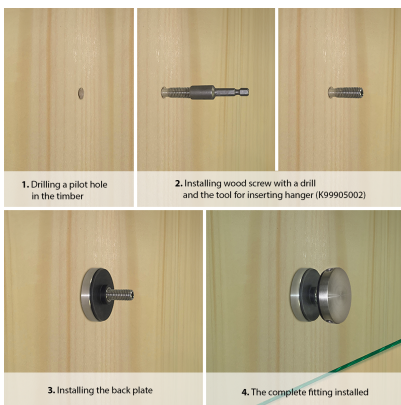 1. Drilling a pilot hole
in the timber
2. Installing wood screw with a drill
and the tool for inserting hanger (K99905002)
3. Installing the back plate
4. The complete fitting installed